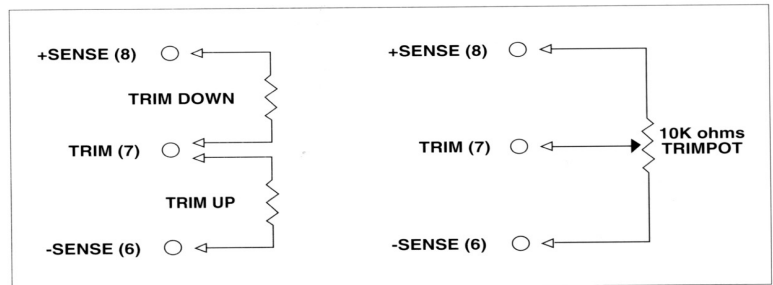 +SENSE (8)
TRIM DOWN
TRIM (7)
TRIM UP
-SENSE (6)
+SENSE (8)
TRIM (7)
10K ohms
TRIMPOT
-SENSE (6)